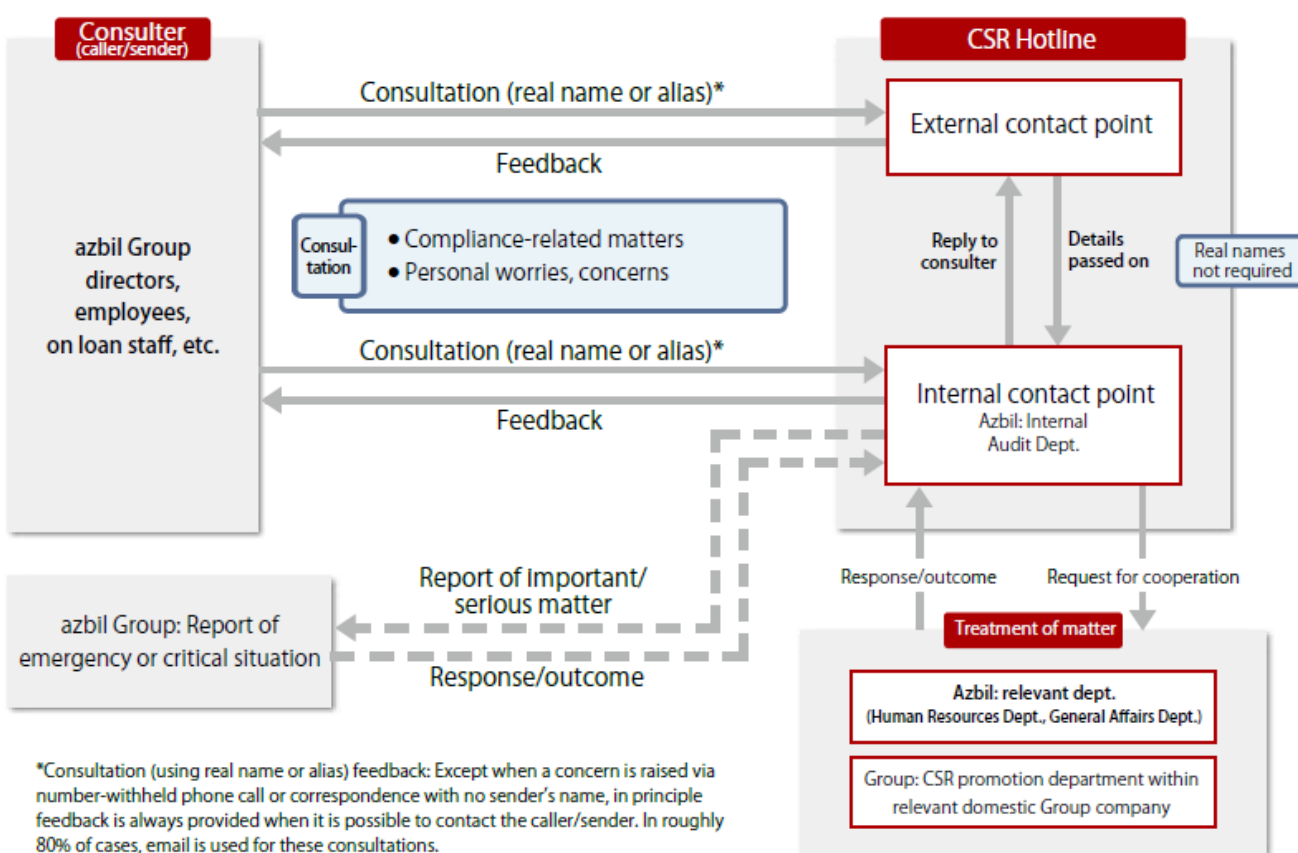 Consulter
(caller/sender)
CSR Hotline
Consultation (real name or alias)*
Feedback
External contact point
azbil Group
directors,
employees,
on loan staff, etc.
Consul-
tation
• Compliance-related matters
• Personal worries, concerns
Reply to
consulter
Details
passed on
Real names
not required
Consultation (real name or alias)*
Feedback
Internal contact point
Azbil: Internal
Audit Dept.
Report of important/
serious matter
Response/outcome
azbil Group: Report of
emergency or critical situation
Response/outcome
Request for cooperation
Treatment of matter
Azbil: relevant dept.
(Human Resources Dept., General Affairs Dept.)
Group: CSR promotion department within
relevant domestic Group company
*Consultation (using real name or alias) feedback: Except when a concern is raised via
number-withheld phone call or correspondence with no sender's name, in principle
feedback is always provided when it is possible to contact the caller/sender. In roughly
80% of cases, email is used for these consultations.